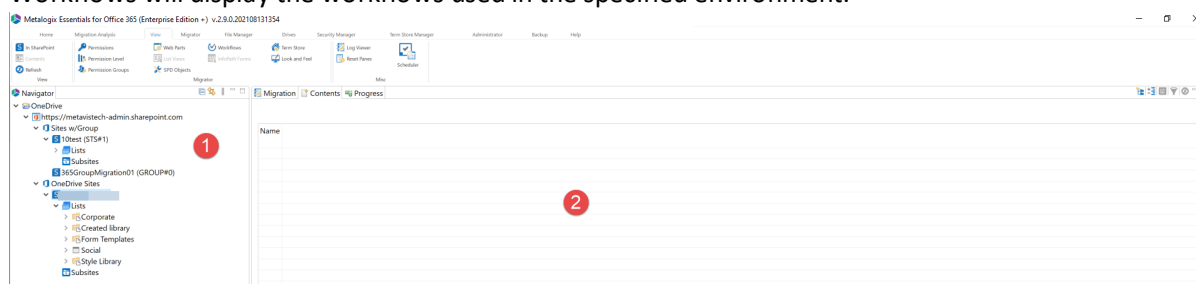 Workflows will display the workflows used in the specified environment.
Metalogix Essentials for Office 365 (Enterprise Edition +) v.2.9.0.202108131354
Home Migration Analysis View Migrator File Manager Drives Security Manager Term Store Manager Administrator Backup Help
In SharePoint Permissions Web Parts Workflows Term Store Log Viewer
Contents Permission Level List Views InfoPath Forms Look and Feel Reset Panes Scheduler
Refresh Permission Groups SPD Objects
View Migrator Misc
Navigator Migration Contents Progress
OneDrive
https://metavistech-admin.sharepoint.com
Sites w/Group Name
10test (STS#1) 1
Lists
Subsites
365GroupMigration01 (GROUP#0)
OneDrive Sites
2
Lists
Corporate
Created library
Form Templates
Social
Style Library
Subsites